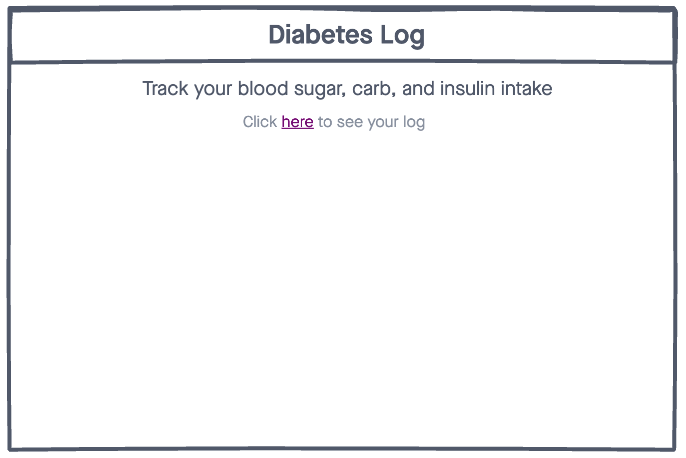 Diabetes Log
Track your blood sugar, carb, and insulin intake
Click here to see your log